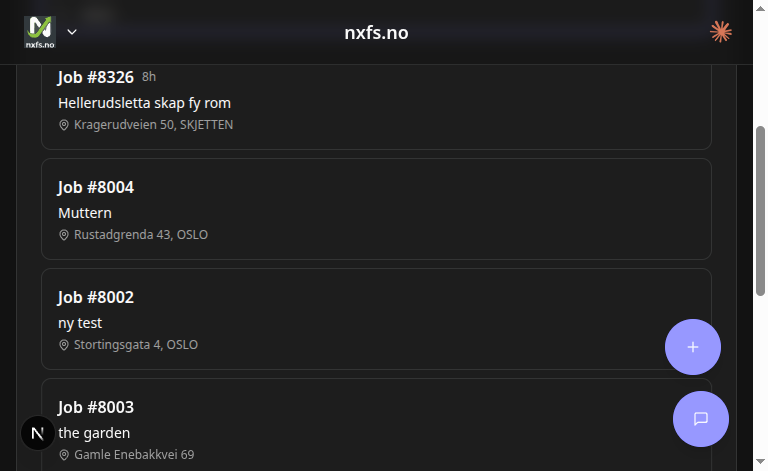 nxfs.no
nxfs.no
Job #8326 8h
Hellerudsletta skap fy rom
Kragerudveien 50, SKJETTEN
Job #8004
Muttern
Rustadgrenda 43, OSLO
Job #8002
ny test
Stortingsgata 4, OSLO
Job #8003
the garden
Gamle Enebakkvei 69